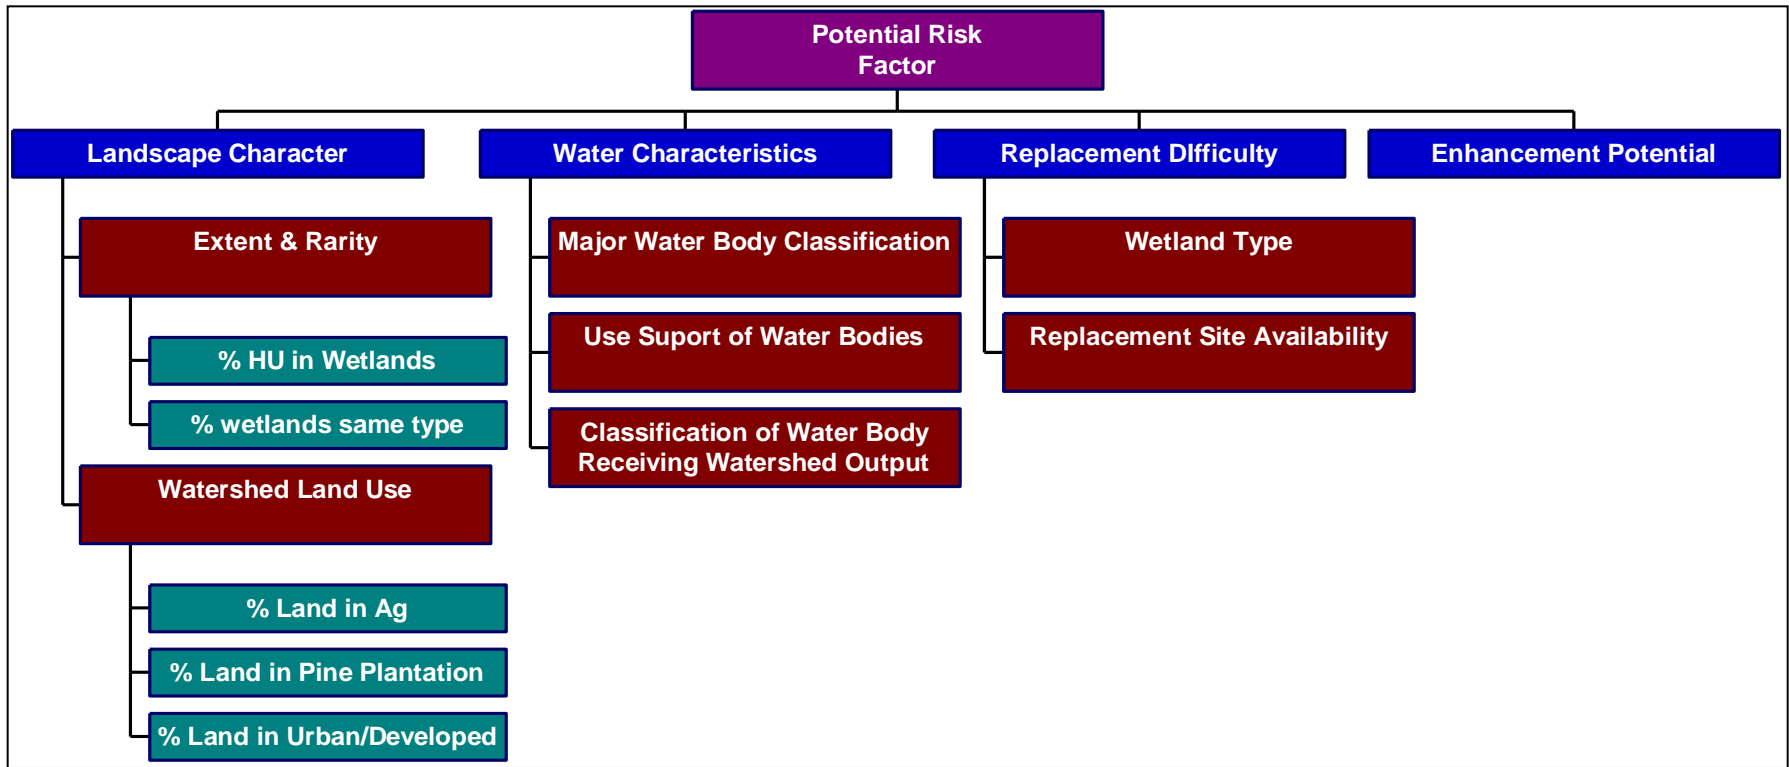 Potential Risk
Factor
Landscape Character
Water Characteristics
Replacement DIfficulty
Enhancement Potential
Extent & Rarity
% HU in Wetlands
% wetlands same type
Watershed Land Use
% Land in Ag
% Land in Pine Plantation
% Land in Urban/Developed
Major Water Body Classification
Use Suport of Water Bodies
Classification of Water Body
Receiving Watershed Output
Wetland Type
Replacement Site Availability